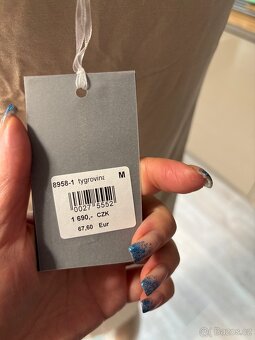 8958-1 tygrovinz M
0027 5552
1 690,- CZK
67,60 Eur
bazos.cz